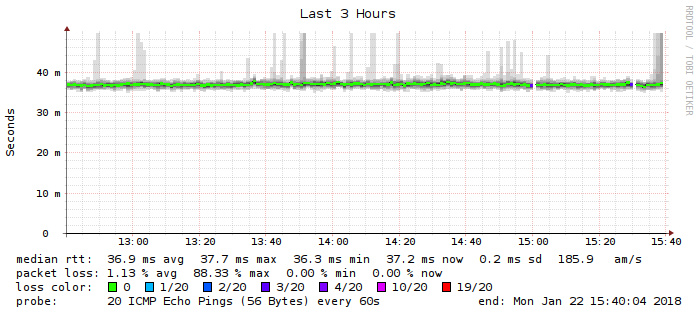 Last 3 Hours
RRDTOOL / TOBI OETIKER
Seconds
40 m
30 m
20 m
10 m
0
13:00 13:20 13:40 14:00 14:20 14:40 15:00 15:20 15:40
median rtt: 36.9 ms avg 37.7 ms max 36.3 ms min 37.2 ms now 0.2 ms sd 185.9 am/s
packet loss: 1.13 % avg 88.33 % max 0.00 % min 0.00 % now
loss color: 0 1/20 2/20 3/20 4/20 10/20 19/20
probe: 20 ICMP Echo Pings (56 Bytes) every 60s end: Mon Jan 22 15:40:04 2018